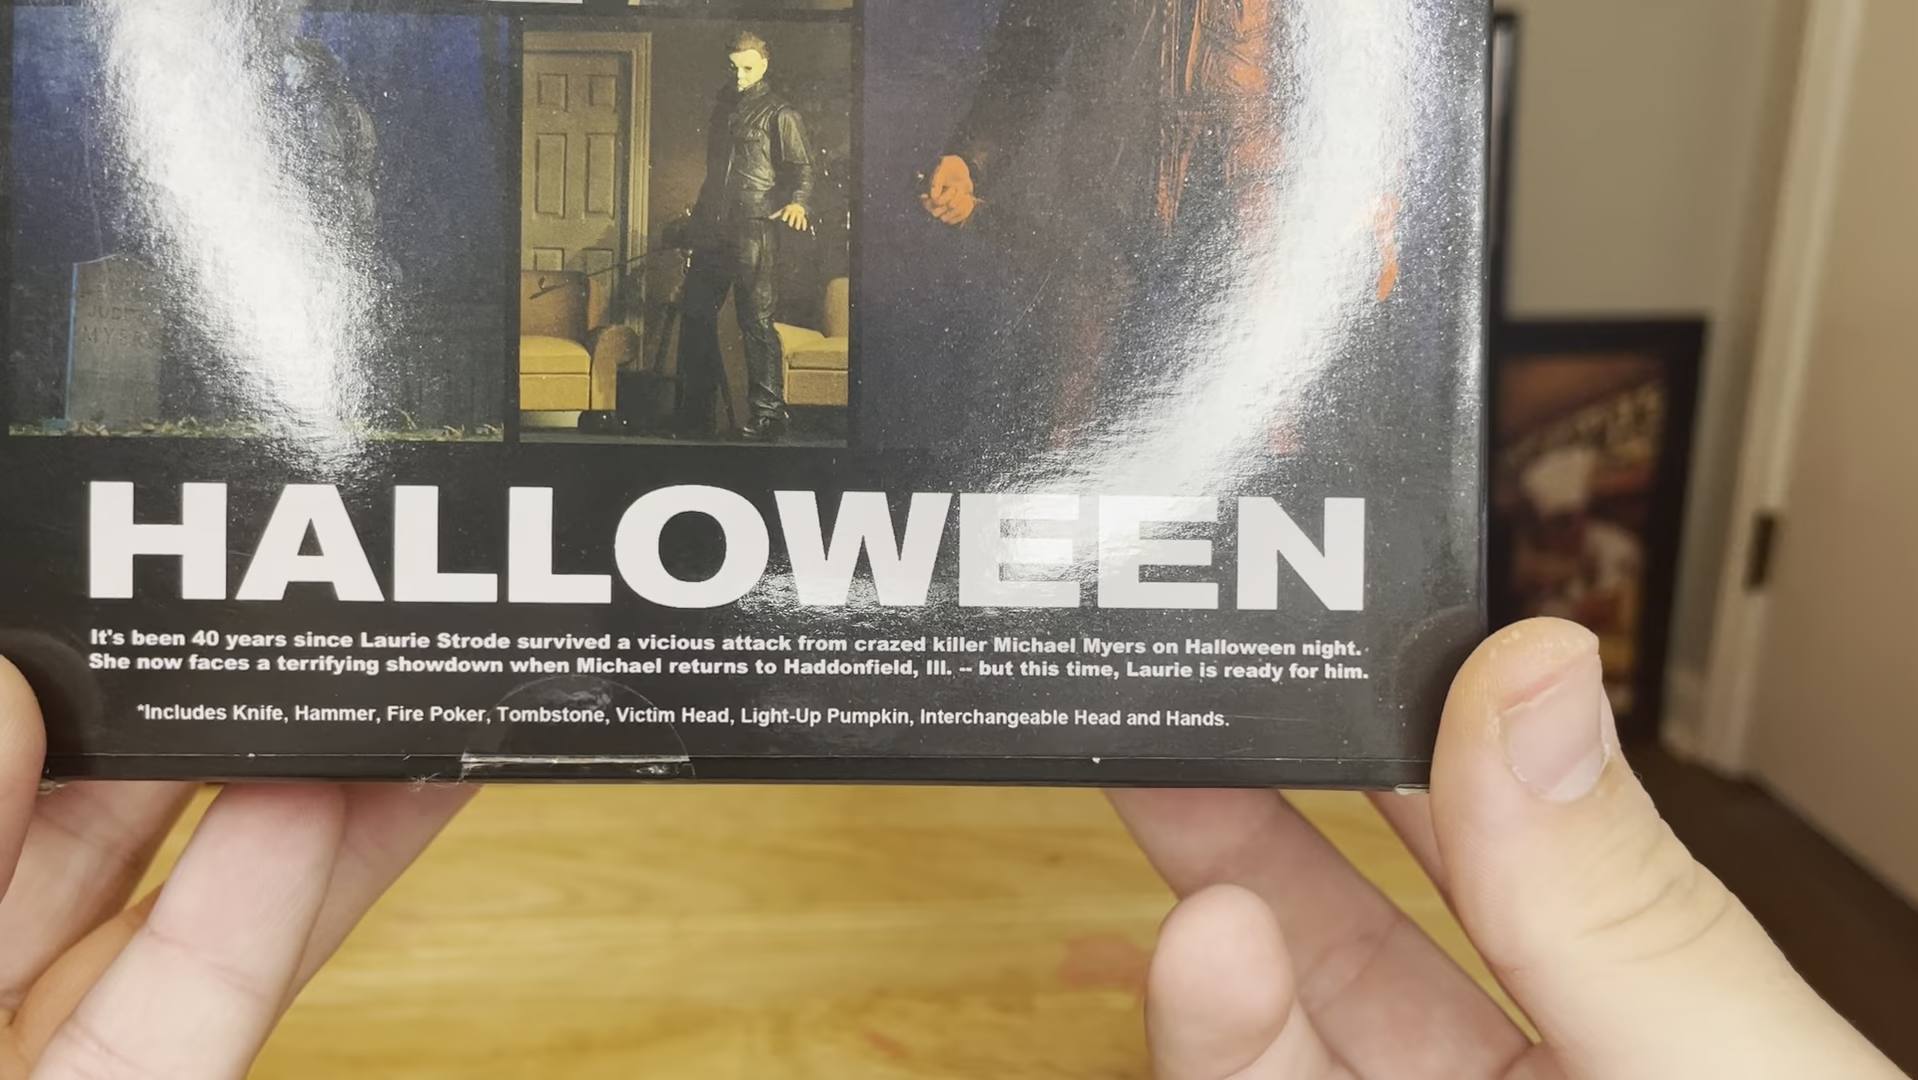 JUDITH
MYERS
HALLOWEEN
It's been 40 years since Laurie Strode survived a vicious attack from crazed killer Michael Myers on Halloween night.
She now faces a terrifying showdown when Michael returns to Haddonfield, Ill. -- but this time, Laurie is ready for him.
*Includes Knife, Hammer, Fire Poker, Tombstone, Victim Head, Light-Up Pumpkin, Interchangeable Head and Hands.